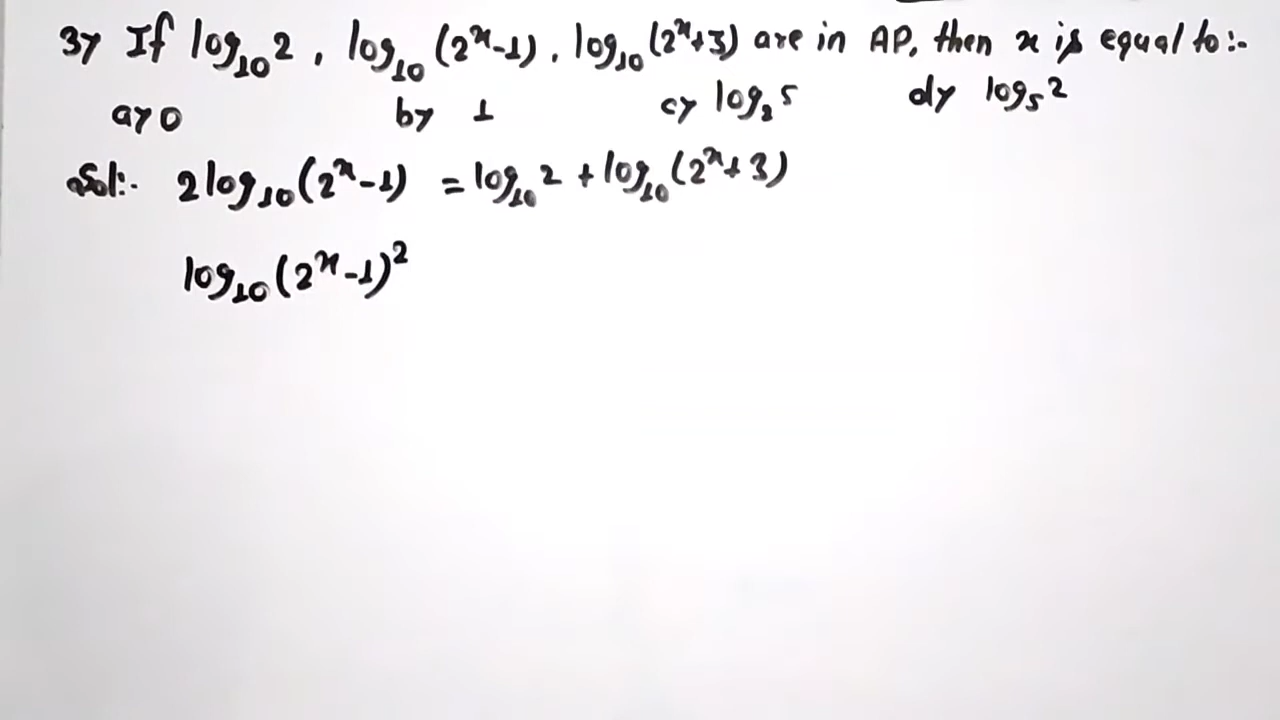 3) If log₁₀2, log₁₀(2ˣ-1), log₁₀(2ˣ+3) are in AP, then x is equal to:-
a) 0 b) 1 c) log₂5 d) log₅2
Sol:- 2log₁₀(2ˣ-1) = log₁₀2 + log₁₀(2ˣ+3)
log₁₀(2ˣ-1)²